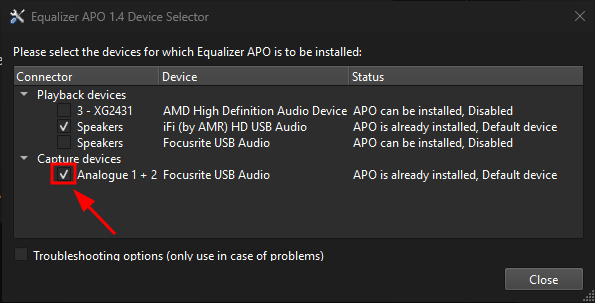 Equalizer APO 1.4 Device Selector
Please select the devices for which Equalizer APO is to be installed:
Connector Device Status
Playback devices
3 - XG2431 AMD High Definition Audio Device APO can be installed, Disabled
Speakers iFi (by AMR) HD USB Audio APO is already installed, Default device
Speakers Focusrite USB Audio APO can be installed, Disabled
Capture devices
Analogue 1 + 2 Focusrite USB Audio APO is already installed, Default device
Troubleshooting options (only use in case of problems)
Close